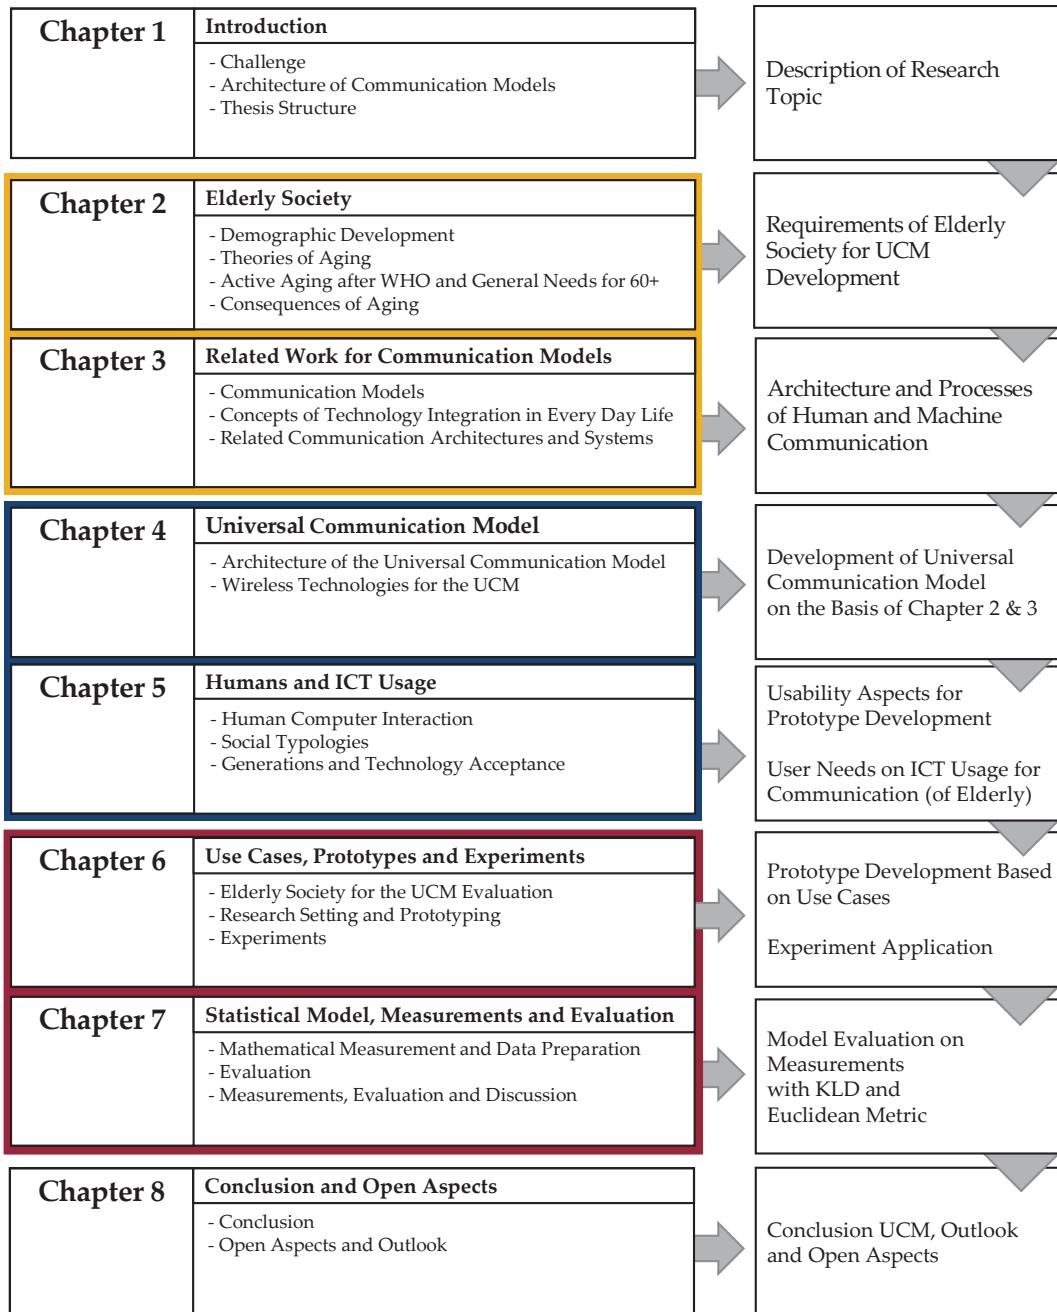 Chapter 1
Introduction
- Challenge
- Architecture of Communication Models
- Thesis Structure
Description of Research
Topic
Chapter 2
Elderly Society
- Demographic Development
- Theories of Aging
- Active Aging after WHO and General Needs for 60+
- Consequences of Aging
Requirements of Elderly
Society for UCM
Development
Chapter 3
Related Work for Communication Models
- Communication Models
- Concepts of Technology Integration in Every Day Life
- Related Communication Architectures and Systems
Architecture and Processes
of Human and Machine
Communication
Chapter 4
Universal Communication Model
- Architecture of the Universal Communication Model
- Wireless Technologies for the UCM
Development of Universal
Communication Model
on the Basis of Chapter 2 & 3
Chapter 5
Humans and ICT Usage
- Human Computer Interaction
- Social Typologies
- Generations and Technology Acceptance
Usability Aspects for
Prototype Development
User Needs on ICT Usage for
Communication (of Elderly)
Chapter 6
Use Cases, Prototypes and Experiments
- Elderly Society for the UCM Evaluation
- Research Setting and Prototyping
- Experiments
Prototype Development Based
on Use Cases
Experiment Application
Chapter 7
Statistical Model, Measurements and Evaluation
- Mathematical Measurement and Data Preparation
- Evaluation
- Measurements, Evaluation and Discussion
Model Evaluation on
Measurements
with KLD and
Euclidean Metric
Chapter 8
Conclusion and Open Aspects
- Conclusion
- Open Aspects and Outlook
Conclusion UCM, Outlook
and Open Aspects